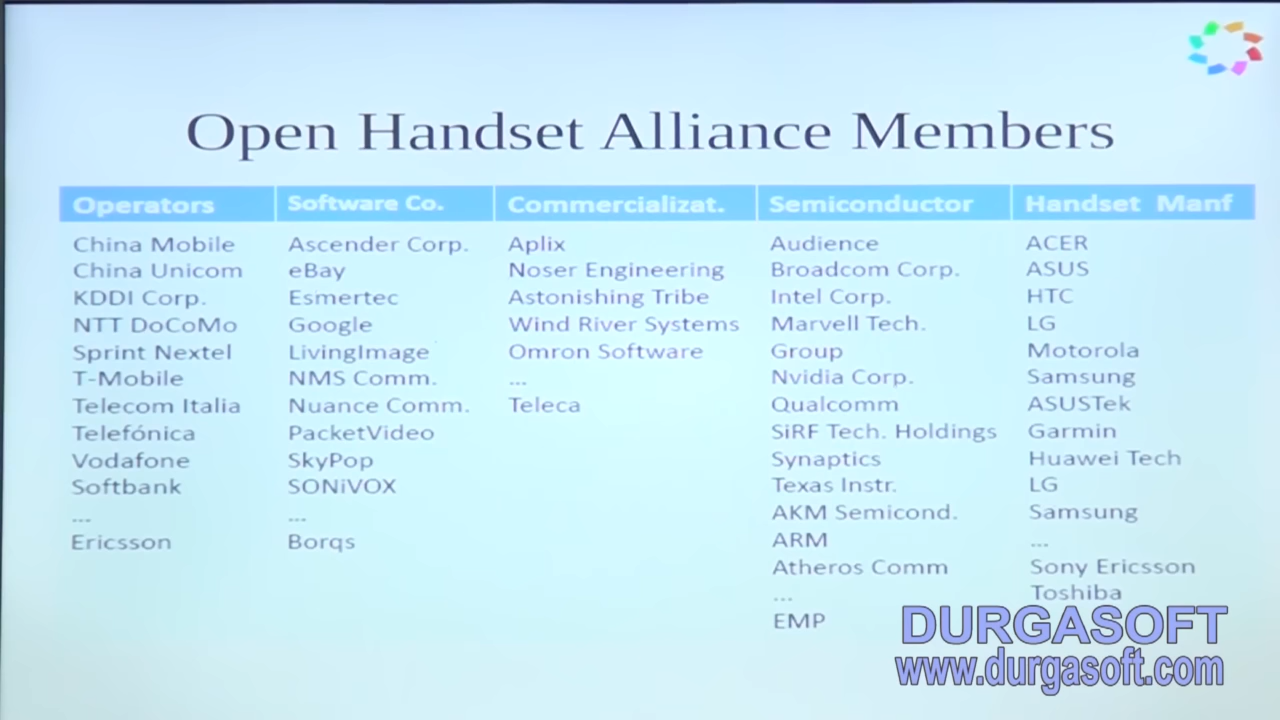 Open Handset Alliance Members
Operators
China Mobile
China Unicom
KDDI Corp.
NTT DoCoMo
Sprint Nextel
T-Mobile
Telecom Italia
Telefónica
Vodafone
Softbank
...
Ericsson
Software Co.
Ascender Corp.
eBay
Esmertec
Google
LivingImage
NMS Comm.
Nuance Comm.
PacketVideo
SkyPop
SONiVOX
...
Borqs
Commercializat.
Aplix
Noser Engineering
Astonishing Tribe
Wind River Systems
Omron Software
...
Teleca
Semiconductor
Audience
Broadcom Corp.
Intel Corp.
Marvell Tech.
Group
Nvidia Corp.
Qualcomm
SiRF Tech. Holdings
Synaptics
Texas Instr.
AKM Semicond.
ARM
Atheros Comm
...
EMP
Handset Manf
ACER
ASUS
HTC
LG
Motorola
Samsung
ASUSTek
Garmin
Huawei Tech
LG
Samsung
...
Sony Ericsson
Toshiba
DURGASOFT
www.durgasoft.com